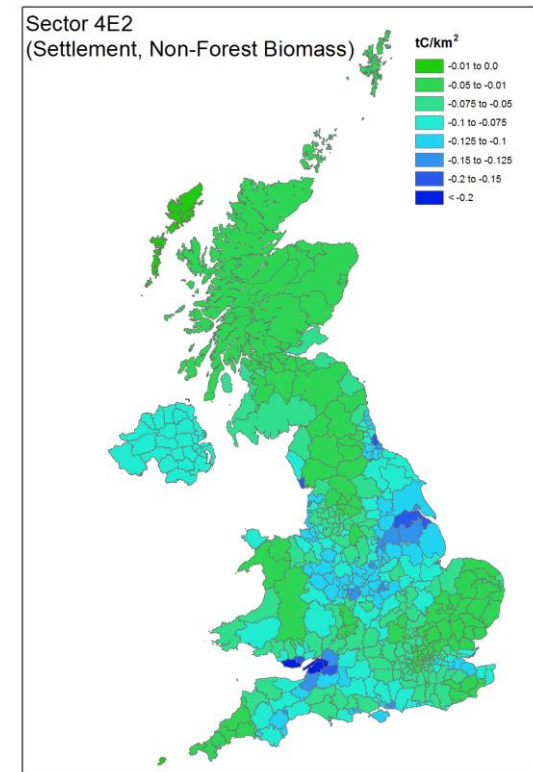 Sector 4E2
(Settlement, Non-Forest Biomass)
tC/km²
-0.01 to 0.0
-0.05 to -0.01
-0.075 to -0.05
-0.1 to -0.075
-0.125 to -0.1
-0.15 to -0.125
-0.2 to -0.15
< -0.2